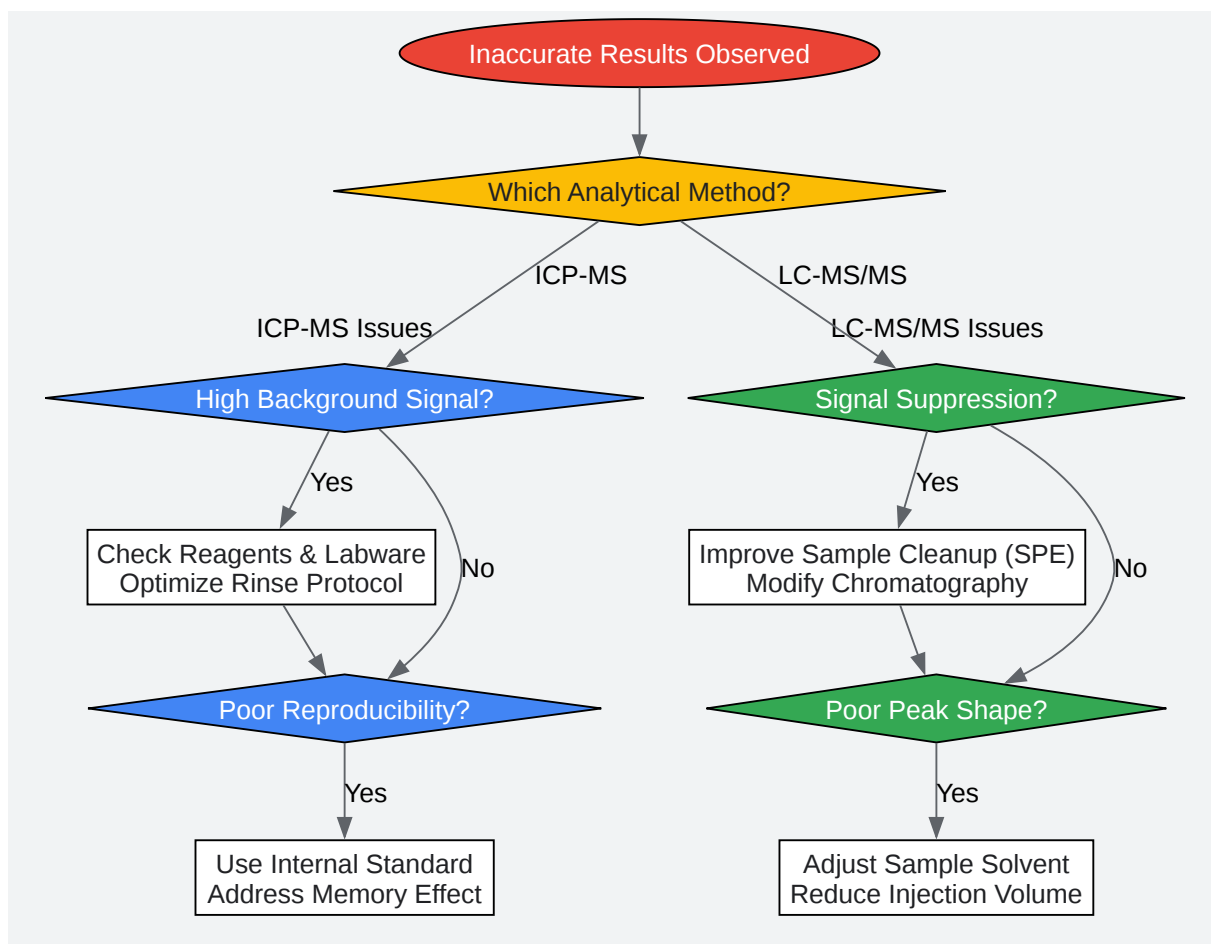 Inaccurate Results Observed
Which Analytical Method?
ICP-MS
LC-MS/MS
ICP-MS Issues
LC-MS/MS Issues
High Background Signal?
Signal Suppression?
Yes
Yes
Check Reagents & Labware
Optimize Rinse Protocol
No
Improve Sample Cleanup (SPE)
Modify Chromatography
No
Poor Reproducibility?
Poor Peak Shape?
Yes
Yes
Use Internal Standard
Address Memory Effect
Adjust Sample Solvent
Reduce Injection Volume